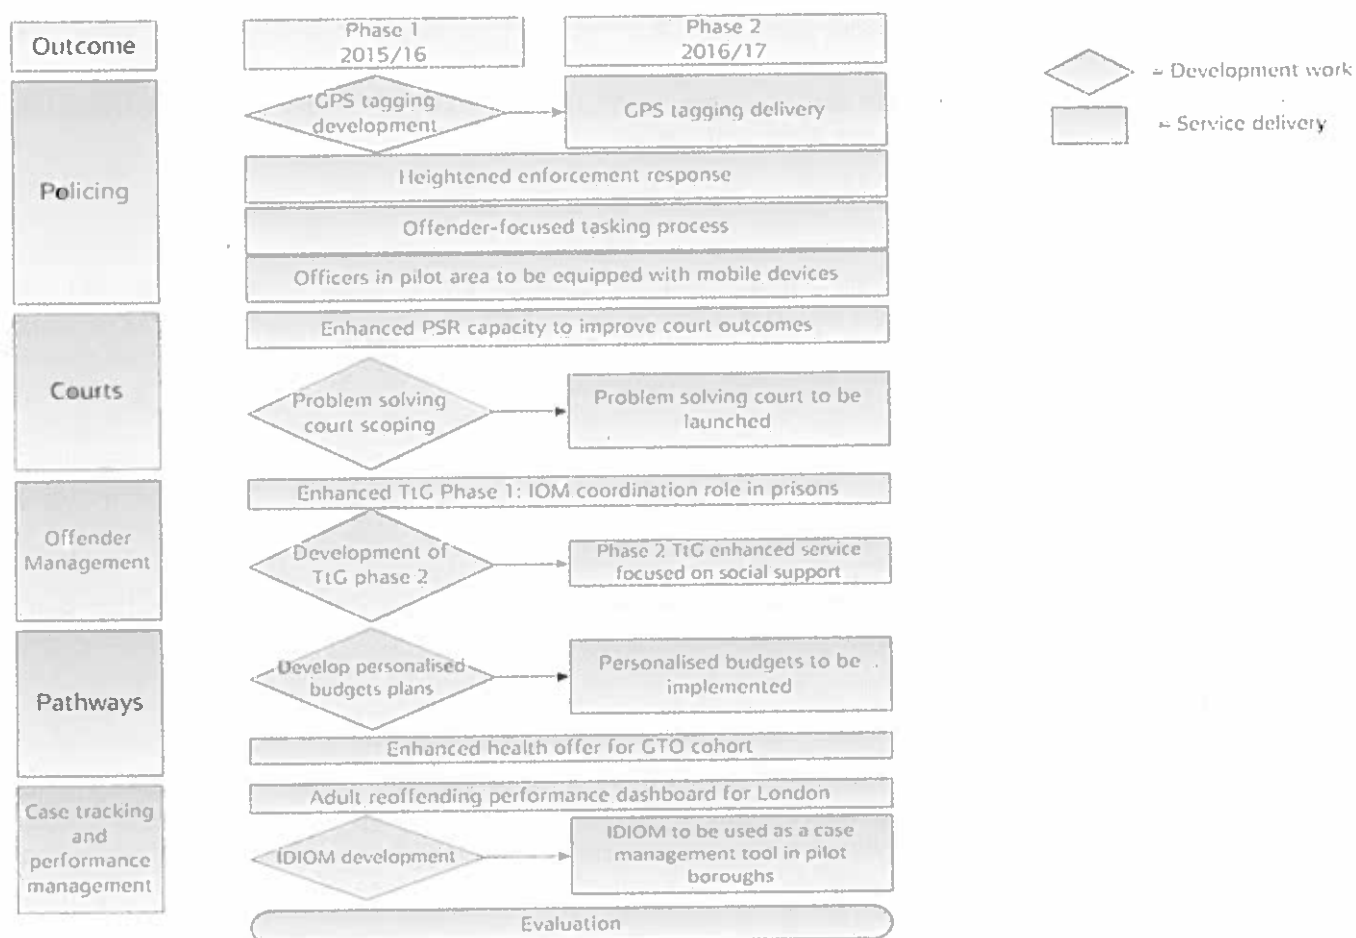 Outcome
Phase 1
2015/16
Phase 2
2016/17
Policing
GPS tagging
development
GPS tagging delivery
Heightened enforcement response
Offender-focused tasking process
Officers in pilot area to be equipped with mobile devices
Courts
Enhanced PSR capacity to improve court outcomes
Problem solving
court scoping
Problem solving court to be
launched
Offender
Management
Enhanced TtG Phase 1: IOM coordination role in prisons
Development of
TtG phase 2
Phase 2 TtG enhanced service
focused on social support
Pathways
Develop personalised
budgets plans
Personalised budgets to be
implemented
Enhanced health offer for GTO cohort
Case tracking
and
performance
management
Adult reoffending performance dashboard for London
IDIOM development
IDIOM to be used as a case
management tool in pilot
boroughs
Evaluation
= Development work
= Service delivery